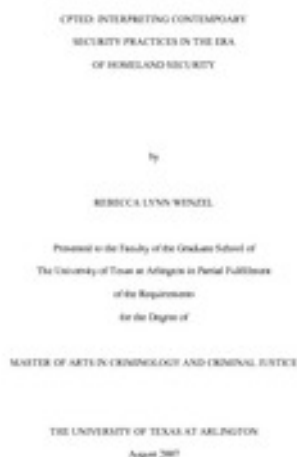 CPTED: INTERPRETING CONTEMPOARY
SECURITY PRACTICES IN THE ERA
OF HOMELAND SECURITY
by
REBECCA LYNN WENZEL
Presented to the Faculty of the Graduate School of
The University of Texas at Arlington in Partial Fulfillment
of the Requirements
for the Degree of
MASTER OF ARTS IN CRIMINOLOGY AND CRIMINAL JUSTICE
THE UNIVERSITY OF TEXAS AT ARLINGTON
August 2007